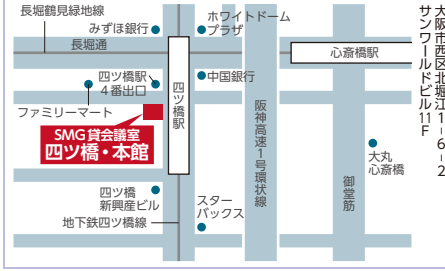 長堀鶴見緑地線
みずほ銀行
ホワイトドーム
プラザ
長堀通
心斎橋駅
四ツ橋駅
4番出口
中国銀行
四ツ橋駅
ファミリーマート
SMG貸会議室
四ツ橋・本館
阪神高速1号環状線
大丸
心斎橋
御堂筋
四ツ橋
新興産ビル
スター
バックス
地下鉄四ツ橋線
大阪市西区北堀江1-6-2
サンワールドビル11F